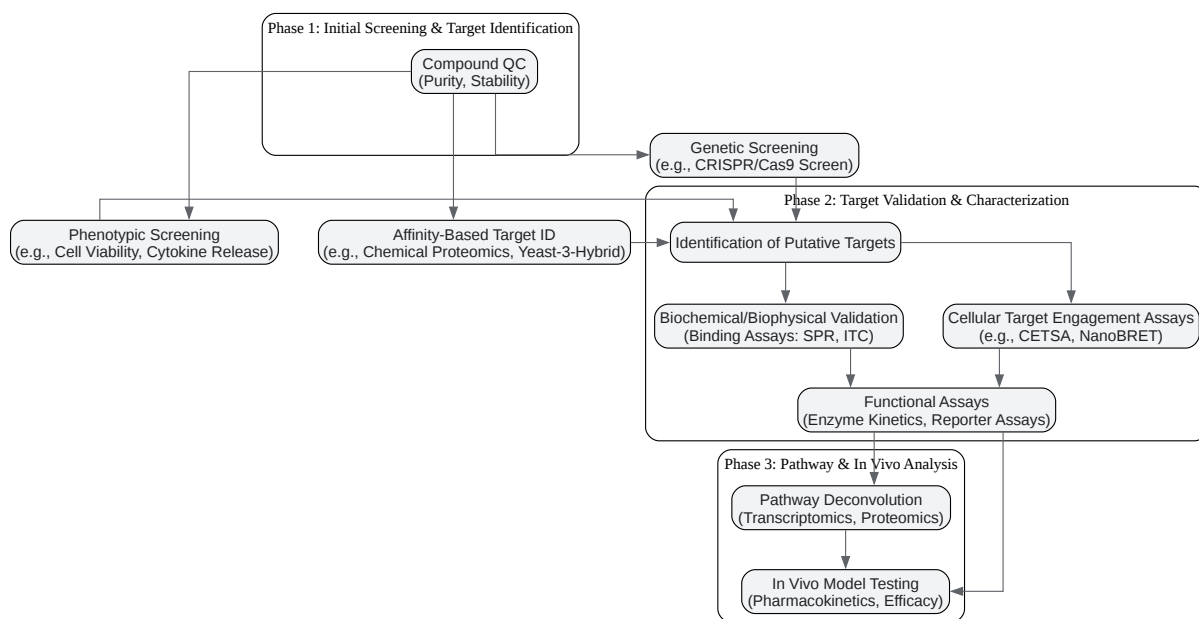 Phase 1: Initial Screening & Target Identification
Compound QC
(Purity, Stability)
Genetic Screening
(e.g., CRISPR/Cas9 Screen)
Phase 2: Target Validation & Characterization
Phenotypic Screening
(e.g., Cell Viability, Cytokine Release)
Affinity-Based Target ID
(e.g., Chemical Proteomics, Yeast-3-Hybrid)
Identification of Putative Targets
Biochemical/Biophysical Validation
(Binding Assays: SPR, ITC)
Cellular Target Engagement Assays
(e.g., CETSA, NanoBRET)
Functional Assays
(Enzyme Kinetics, Reporter Assays)
Phase 3: Pathway & In Vivo Analysis
Pathway Deconvolution
(Transcriptomics, Proteomics)
In Vivo Model Testing
(Pharmacokinetics, Efficacy)